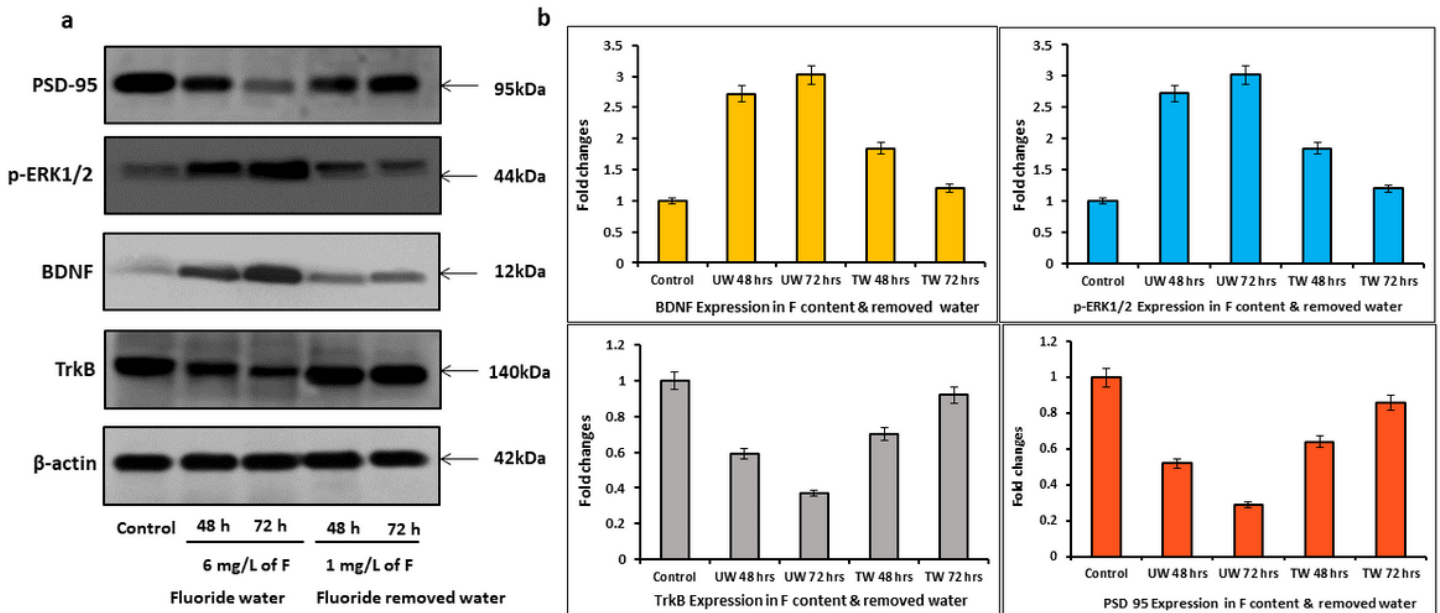 a
PSD-95
95kDa
p-ERK1/2
44kDa
BDNF
12kDa
TrkB
140kDa
β-actin
42kDa
Control 48 h 72 h 48 h 72 h
6 mg/L of F 1 mg/L of F
Fluoride water Fluoride removed water
b
Fold changes
3.5
3
2.5
2
1.5
1
0.5
0
Control UW 48 hrs UW 72 hrs TW 48 hrs TW 72 hrs
BDNF Expression in F content & removed water
Fold changes
3.5
3
2.5
2
1.5
1
0.5
0
Control UW 48 hrs UW 72 hrs TW 48 hrs TW 72 hrs
p-ERK1/2 Expression in F content & removed water
Fold changes
1.2
1
0.8
0.6
0.4
0.2
0
Control UW 48 hrs UW 72 hrs TW 48 hrs TW 72 hrs
TrkB Expression in F content & removed water
Fold changes
1.2
1
0.8
0.6
0.4
0.2
0
Control UW 48 hrs UW 72 hrs TW 48 hrs TW 72 hrs
PSD 95 Expression in F content & removed water